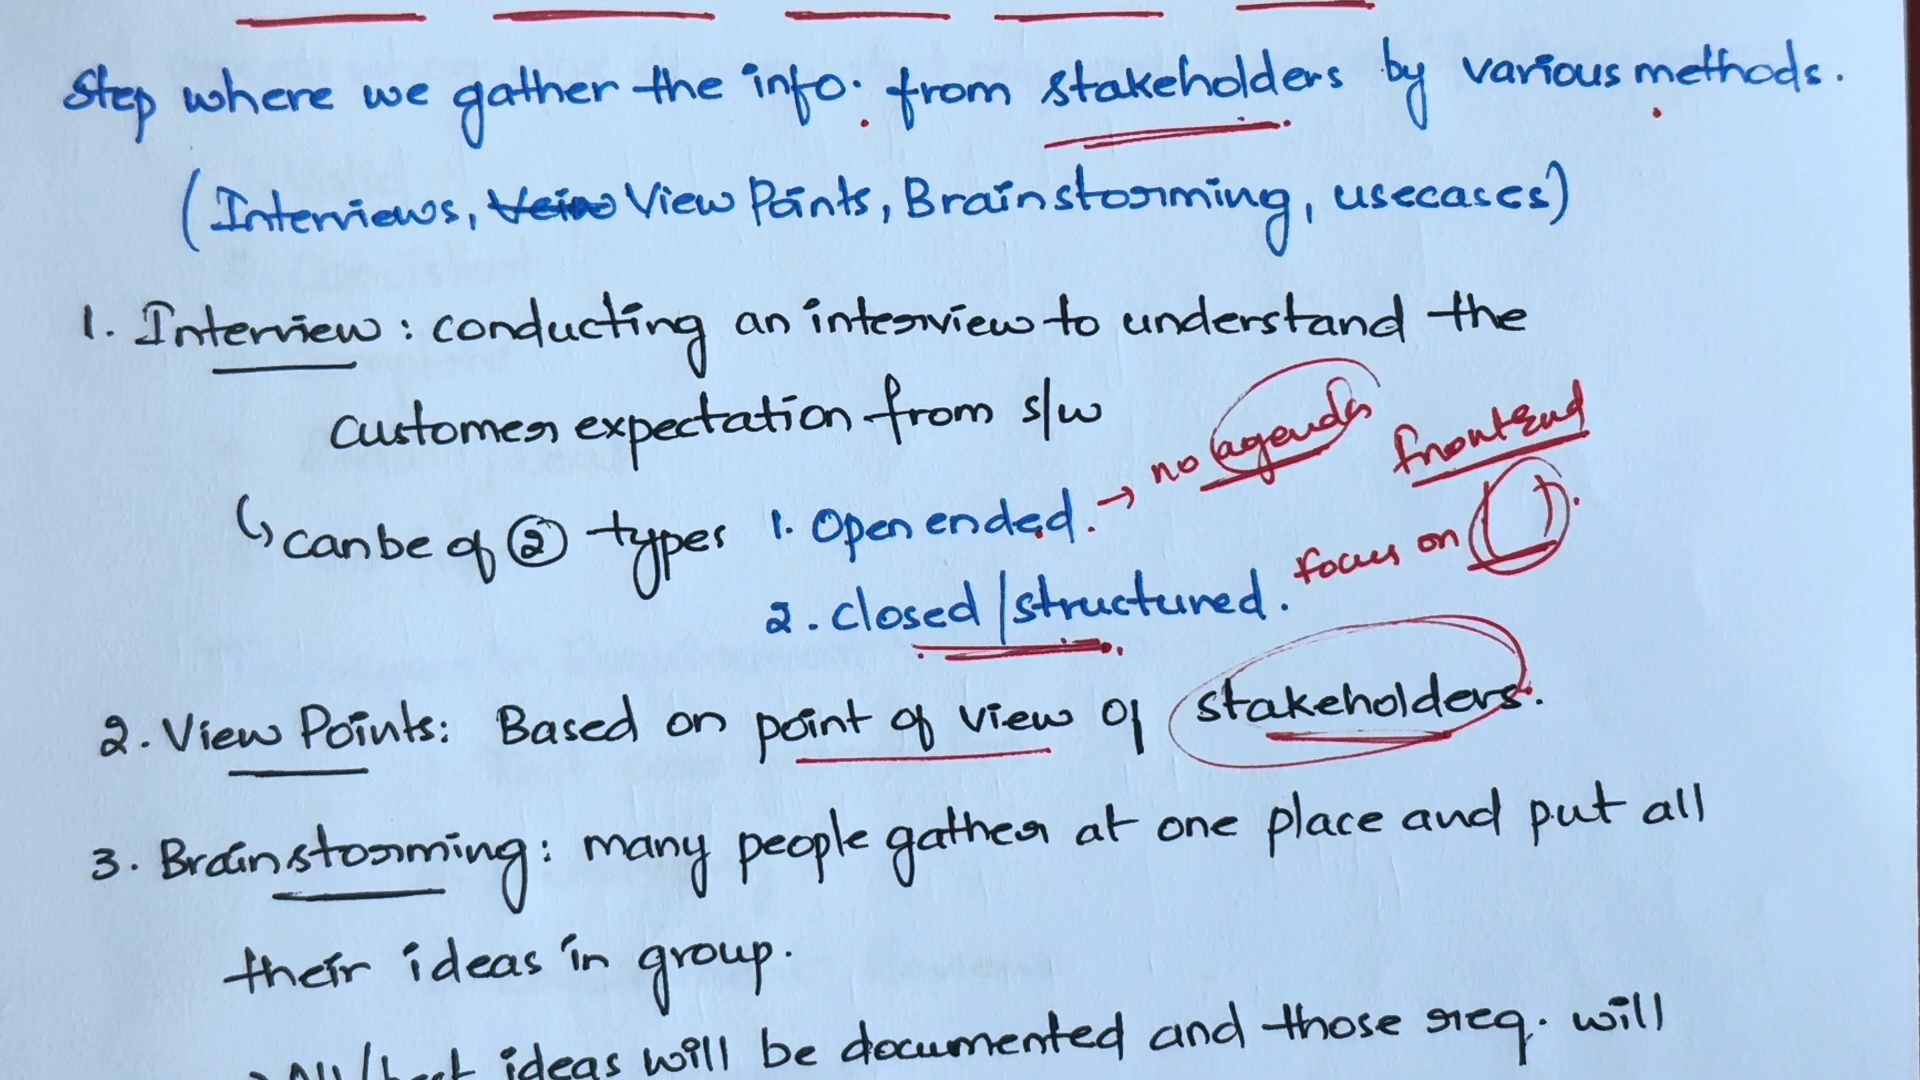 Step where we gather the info. from stakeholders by various methods.
(Interviews, Veiw View Points, Brainstorming, usecases)
1. Interview : conducting an interview to understand the
customer expectation from s/w
no agenda frontend
↳ can be of ② types 1. Open ended. →
focus on ( )
2. closed / structured.
2. View Points: Based on point of view of stakeholders.
3. Brainstorming: many people gather at one place and put all
their ideas in group.
All/best ideas will be documented and those req. will